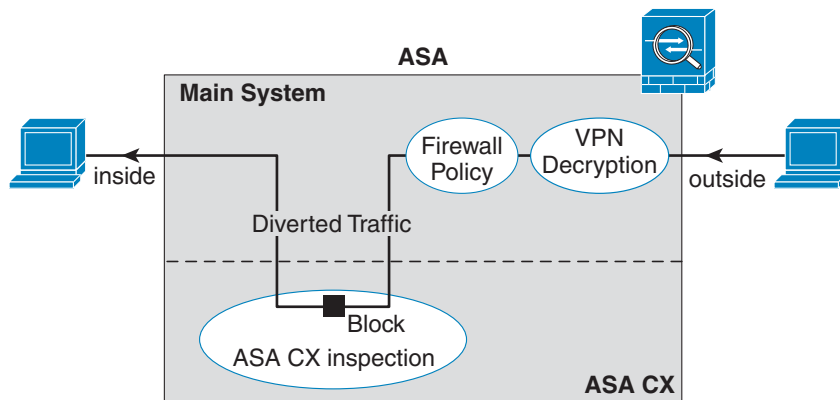 ASA
Main System
inside
Firewall
Policy
VPN
Decryption
outside
Diverted Traffic
Block
ASA CX inspection
ASA CX